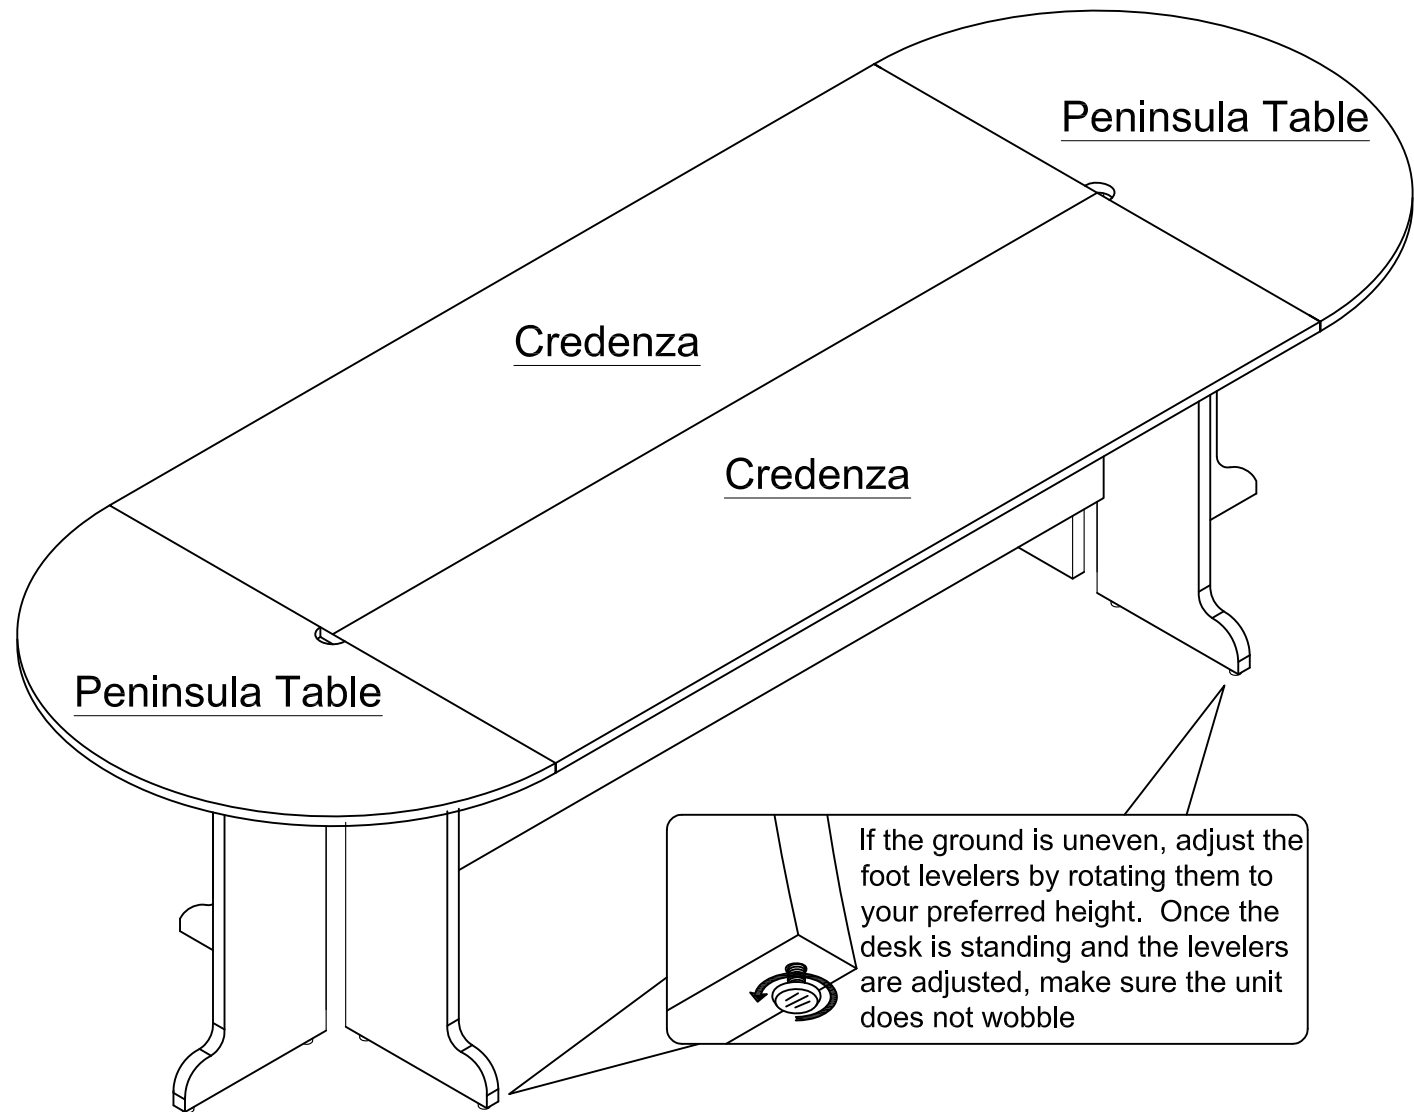 Peninsula Table
Credenza
Credenza
Peninsula Table
If the ground is uneven, adjust the
foot levelers by rotating them to
your preferred height.  Once the
desk is standing and the levelers
are adjusted, make sure the unit
does not wobble